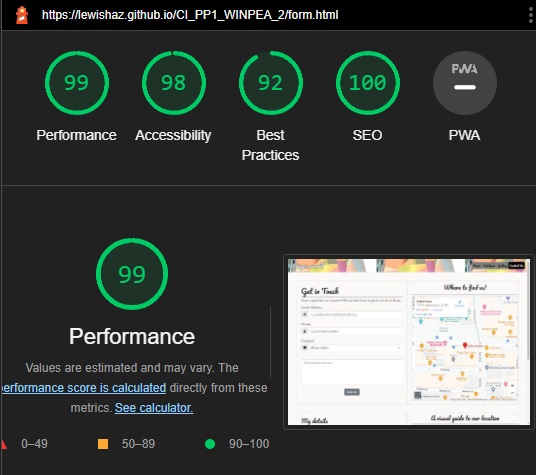 https://lewishaz.github.io/CI_PP1_WINPEA_2/form.html
99
98
92
100
PWA
Performance
Accessibility
Best
Practices
SEO
PWA
99
Performance
Values are estimated and may vary. The
performance score is calculated directly from these
metrics. See calculator.
0–49
50–89
90–100
Get in Touch
Where to find us!
My details
A visual guide to our location